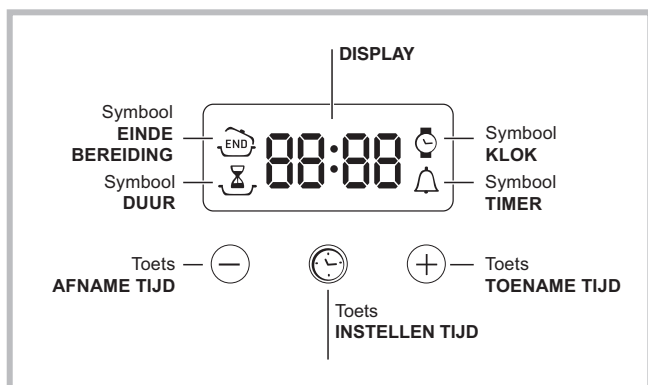 DISPLAY
Symbool
EINDE
BEREIDING
END
88:88
Symbool
KLOK
Symbool
DUUR
Symbool
TIMER
Toets
AFNAME TIJD
Toets
TOENAME TIJD
Toets
INSTELLEN TIJD